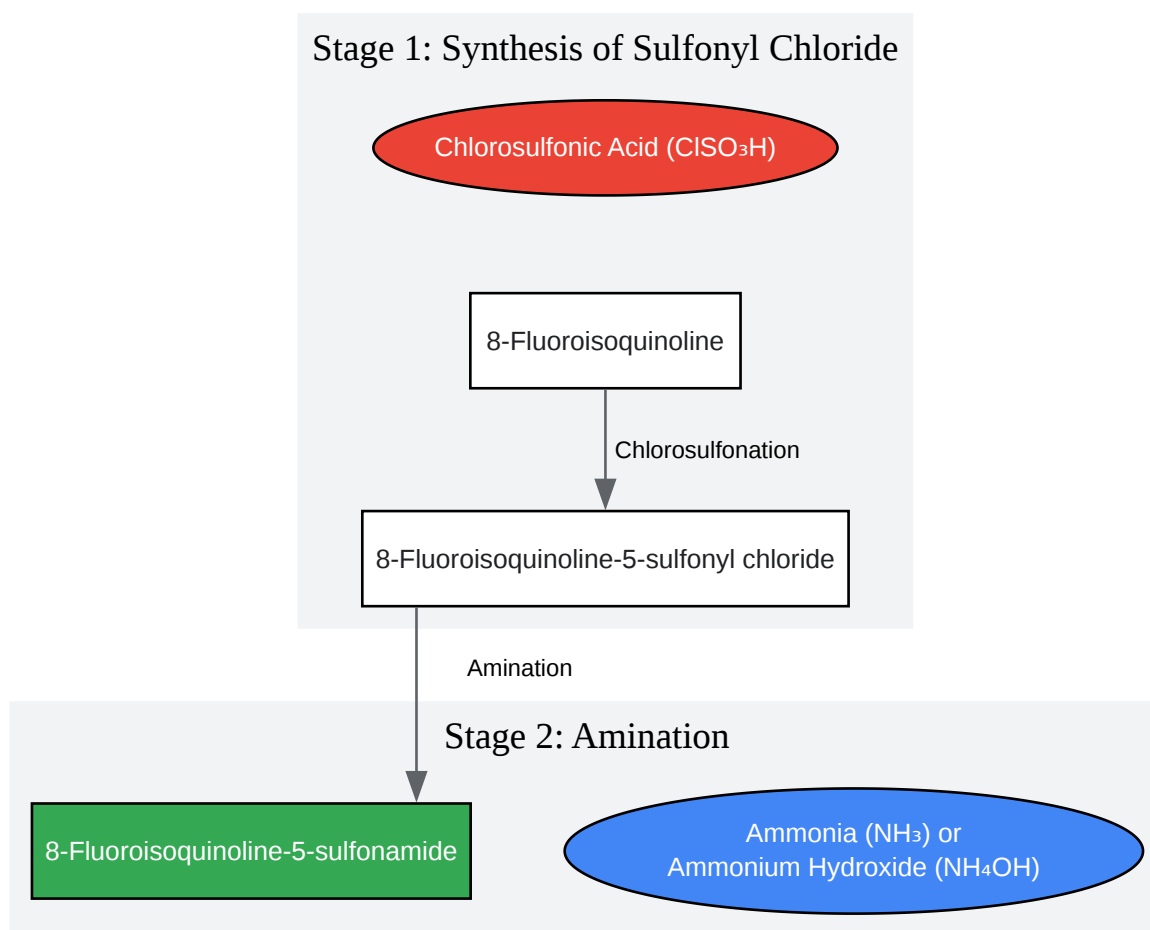 Stage 1: Synthesis of Sulfonyl Chloride
Chlorosulfonic Acid (ClSO₃H)
8-Fluoroisoquinoline
Chlorosulfonation
8-Fluoroisoquinoline-5-sulfonyl chloride
Amination
Stage 2: Amination
8-Fluoroisoquinoline-5-sulfonamide
Ammonia (NH₃) or
Ammonium Hydroxide (NH₄OH)